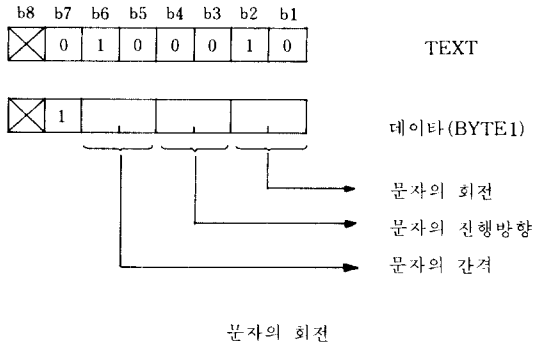 b8 b7 b6 b5 b4 b3 b2 b1
0 1 0 0 0 1 0 TEXT
1 데이타(BYTE1)
문자의 회전
문자의 진행방향
문자의 간격
문자의 회전